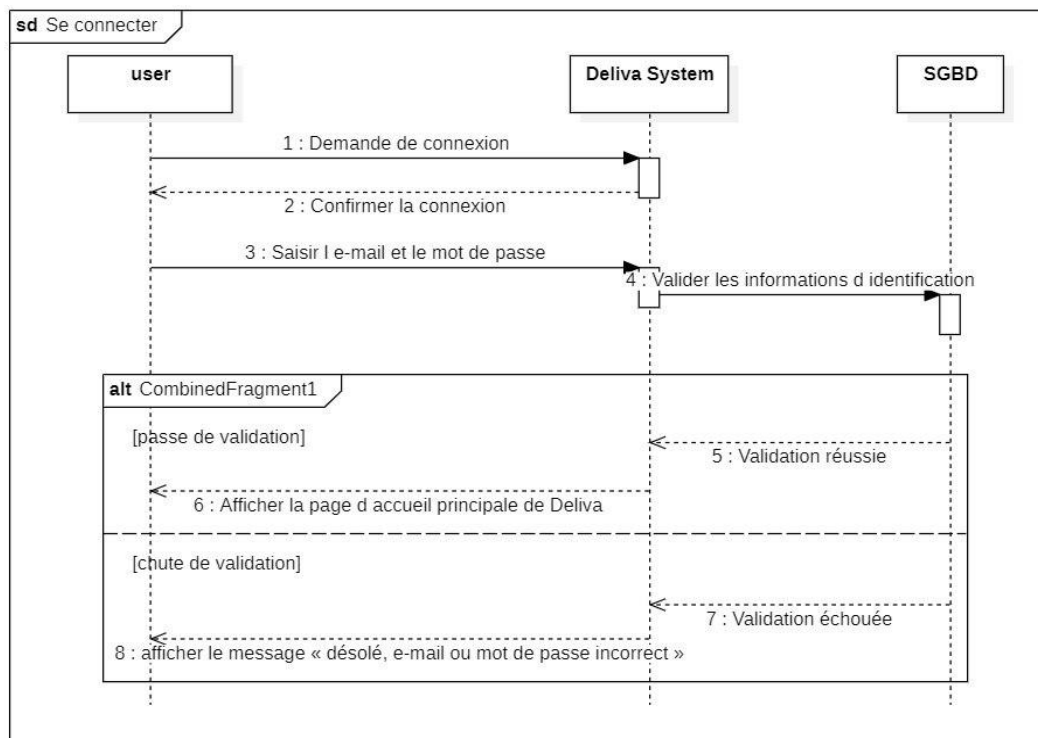 sd Se connecter
user
Deliva System
SGBD
1 : Demande de connexion
2 : Confirmer la connexion
3 : Saisir l e-mail et le mot de passe
4 : Valider les informations d identification
alt CombinedFragment1
[passe de validation]
5 : Validation réussie
6 : Afficher la page d accueil principale de Deliva
[chute de validation]
7 : Validation échouée
8 : afficher le message « désolé, e-mail ou mot de passe incorrect »